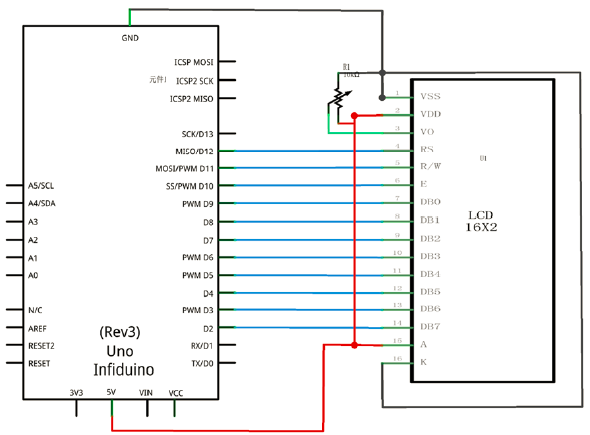 GND
ICSP MOSI
元件1
ICSP2 SCK
ICSP2 MISO
SCK/D13
MISO/D12
MOSI/PWM D11
SS/PWM D10
PWM D9
D8
D7
PWM D6
PWM D5
D4
PWM D3
D2
RX/D1
TX/D0
A5/SCL
A4/SDA
A3
A2
A1
A0
N/C
AREF
RESET2
RESET
(Rev3)
Uno
Infiduino
3V3
5V
VIN
VCC
R1
10kΩ
1 VSS
2 VDD
3 VO
4 RS
5 R/W
6 E
7 DB0
8 DB1
9 DB2
10 DB3
11 DB4
12 DB5
13 DB6
14 DB7
15 A
16 K
U1
LCD
16X2